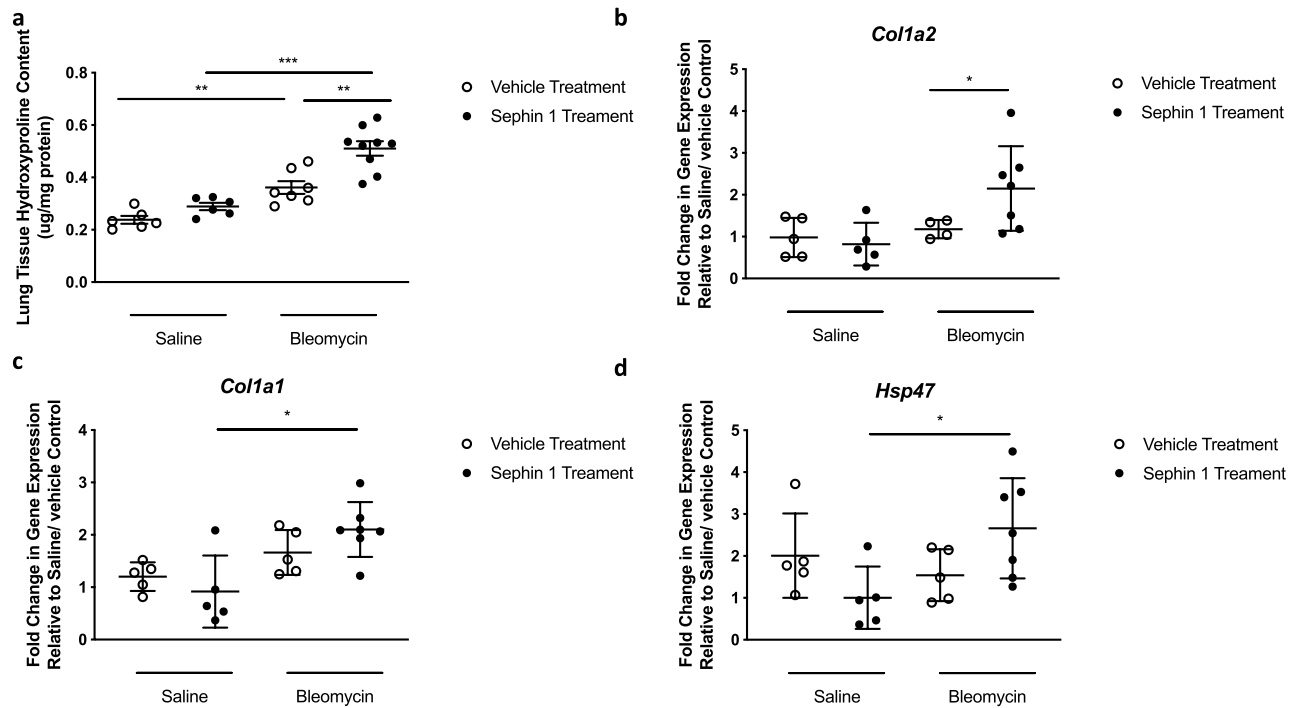 a
Lung Tissue Hydroxyproline Content
(ug/mg protein)
0.8
0.6
0.4
0.2
0.0
***
**
**
Vehicle Treatment
Sephin 1 Treament
Saline
Bleomycin
b
Col1a2
Fold Change in Gene Expression
Relative to Saline/ vehicle Control
5
4
3
2
1
0
*
Vehicle Treatment
Sephin 1 Treament
Saline
Bleomycin
c
Col1a1
Fold Change in Gene Expression
Relative to Saline/ vehicle Control
4
3
2
1
0
*
Vehicle Treatment
Sephin 1 Treament
Saline
Bleomycin
d
Hsp47
Fold Change in Gene Expression
Relative to Saline/ vehicle Control
5
4
3
2
1
0
*
Vehicle Treatment
Sephin 1 Treament
Saline
Bleomycin